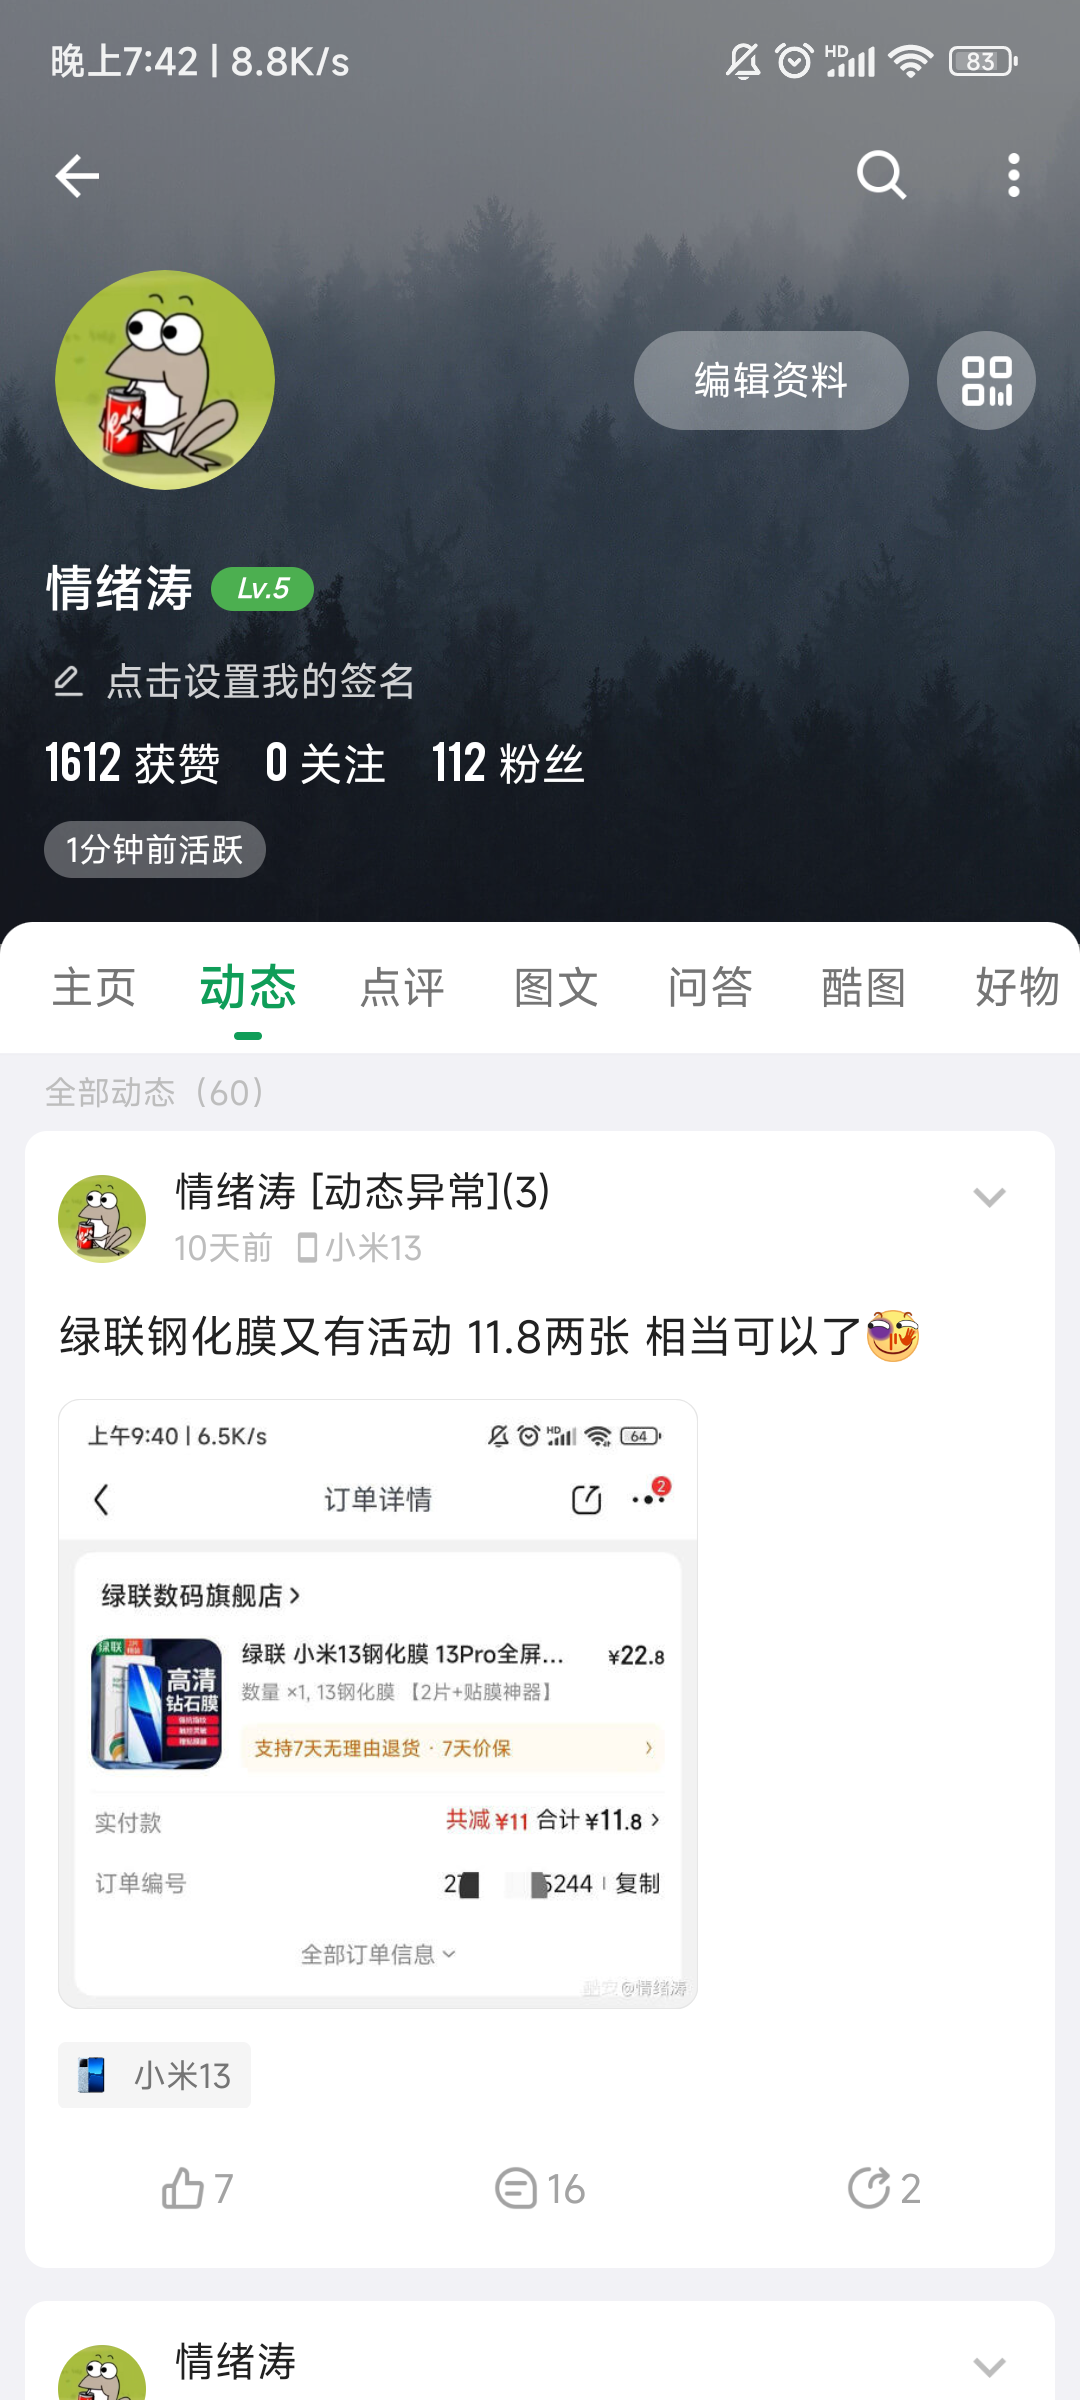 晚上7:42 | 8.8K/s
HD
83
编辑资料
情绪涛 Lv.5
点击设置我的签名
1612 获赞 0 关注 112 粉丝
1分钟前活跃
主页 动态 点评 图文 问答 酷图 好物
全部动态（60）
情绪涛 [动态异常](3)
10天前 小米13
绿联钢化膜又有活动 11.8两张 相当可以了
上午9:40 | 6.5K/s
HD
64
订单详情
2
绿联数码旗舰店
绿联
高清
钻石膜
绿联 小米13钢化膜 13Pro全屏... ¥22.8
数量 ×1, 13钢化膜 【2片+贴膜神器】
支持7天无理由退货 · 7天价保
实付款 共减 ¥11 合计 ¥11.8
订单编号 2 5244 | 复制
全部订单信息
酷安 @情绪涛
小米13
7 16 2
情绪涛